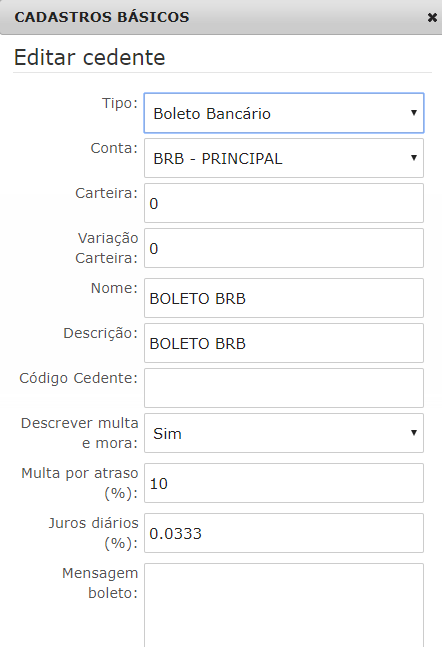 CADASTROS BÁSICOS
Editar cedente
Tipo:
Boleto Bancário
Conta:
BRB - PRINCIPAL
Carteira:
0
Variação
Carteira:
0
Nome:
BOLETO BRB
Descrição:
BOLETO BRB
Código Cedente:
Descrever multa
e mora:
Sim
Multa por atraso
(%):
10
Juros diários
(%):
0.0333
Mensagem
boleto: